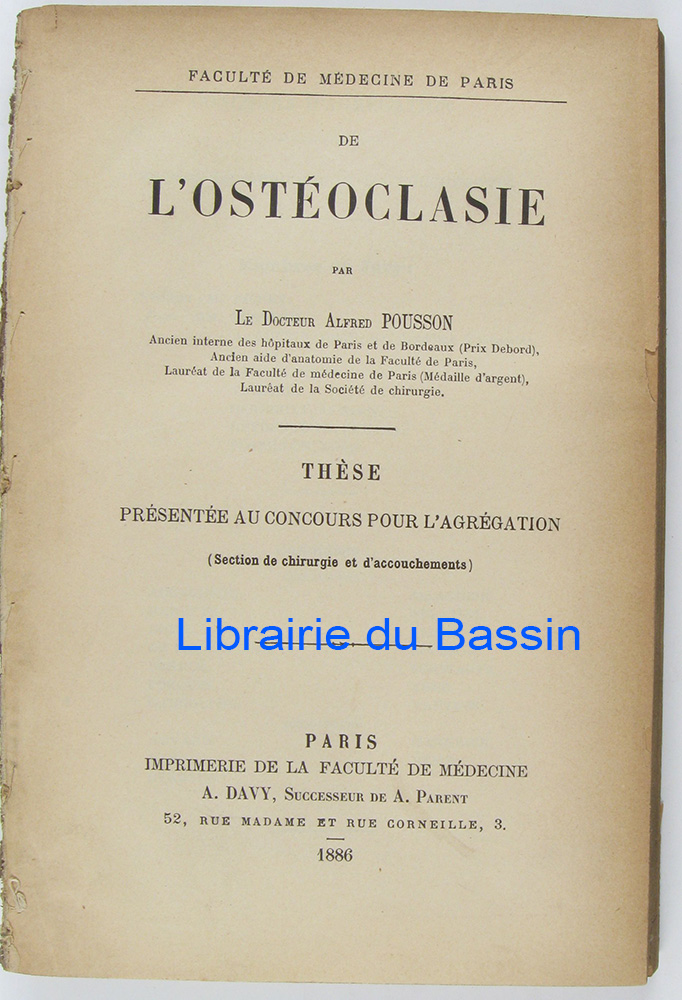 FACULTÉ DE MÉDECINE DE PARIS
DE
L'OSTÉOCLASIE
PAR
LE DOCTEUR ALFRED POUSSON
Ancien interne des hôpitaux de Paris et de Bordeaux (Prix Debord),
Ancien aide d'anatomie de la Faculté de Paris,
Lauréat de la Faculté de médecine de Paris (Médaille d'argent),
Lauréat de la Société de chirurgie.
THÈSE
PRÉSENTÉE AU CONCOURS POUR L'AGRÉGATION
(Section de chirurgie et d'accouchements)
Librairie du Bassin
PARIS
IMPRIMERIE DE LA FACULTÉ DE MÉDECINE
A. DAVY, SUCCESSEUR DE A. PARENT
52, RUE MADAME ET RUE CORNEILLE, 3.
1886